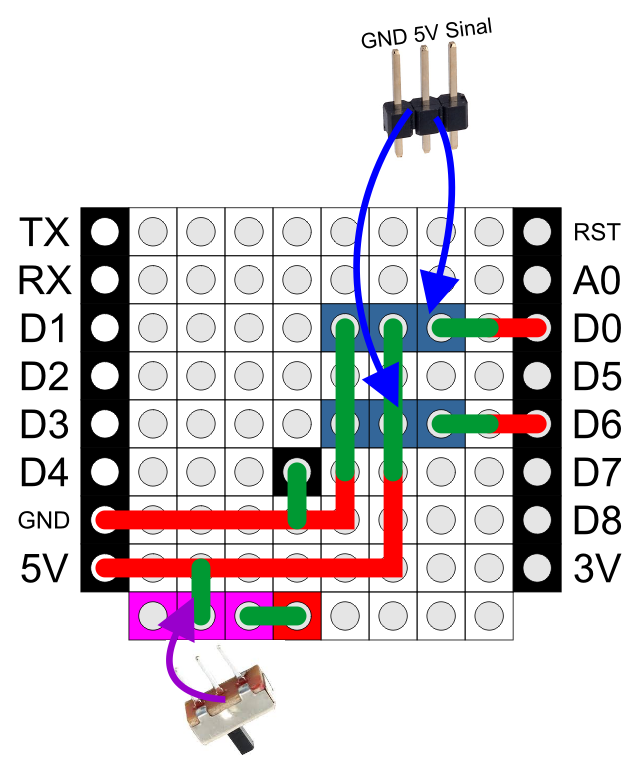 GND 5V Sinal
TX RST
RX A0
D1 D0
D2 D5
D3 D6
D4 D7
GND D8
5V 3V